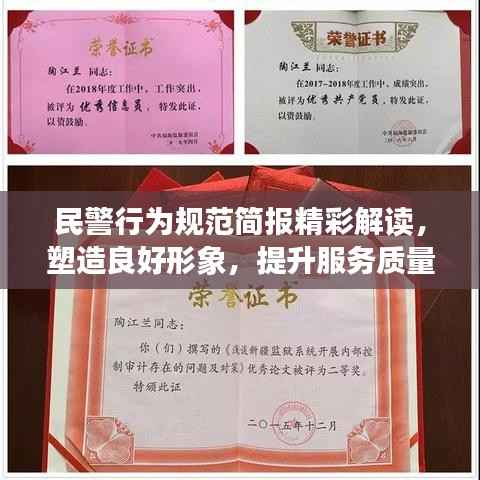 荣誉证书
陶江兰 同志:
在2018年度工作中,工作突出,
被评为 优秀信息员,特发此证,
以资鼓励。
荣誉证书
陶江兰 同志:
在2017-2018年度工作中,成绩突出,
被评为 优秀共产党员,特发此证,
以资鼓励。
民警行为规范简报精彩解读,
塑造良好形象,提升服务质量
荣誉证书
陶江兰同志:
你(们)撰写的《浅谈新疆监狱系统开展内部控
制审计存在的问题及对策》优秀论文被评为二等奖。
特颁此证
二〇一五年十二月